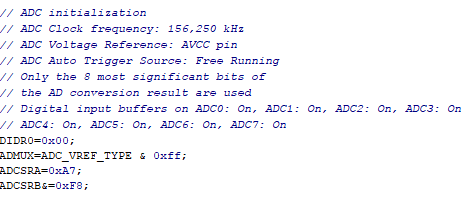 // ADC initialization
// ADC Clock frequency: 156,250 kHz
// ADC Voltage Reference: AVCC pin
// ADC Auto Trigger Source: Free Running
// Only the 8 most significant bits of
// the AD conversion result are used
// Digital input buffers on ADC0: On, ADC1: On, ADC2: On, ADC3: On
// ADC4: On, ADC5: On, ADC6: On, ADC7: On
DIDR0=0x00;
ADMUX=ADC_VREF_TYPE & 0xff;
ADCSRA=0xA7;
ADCSRB&=0xF8;